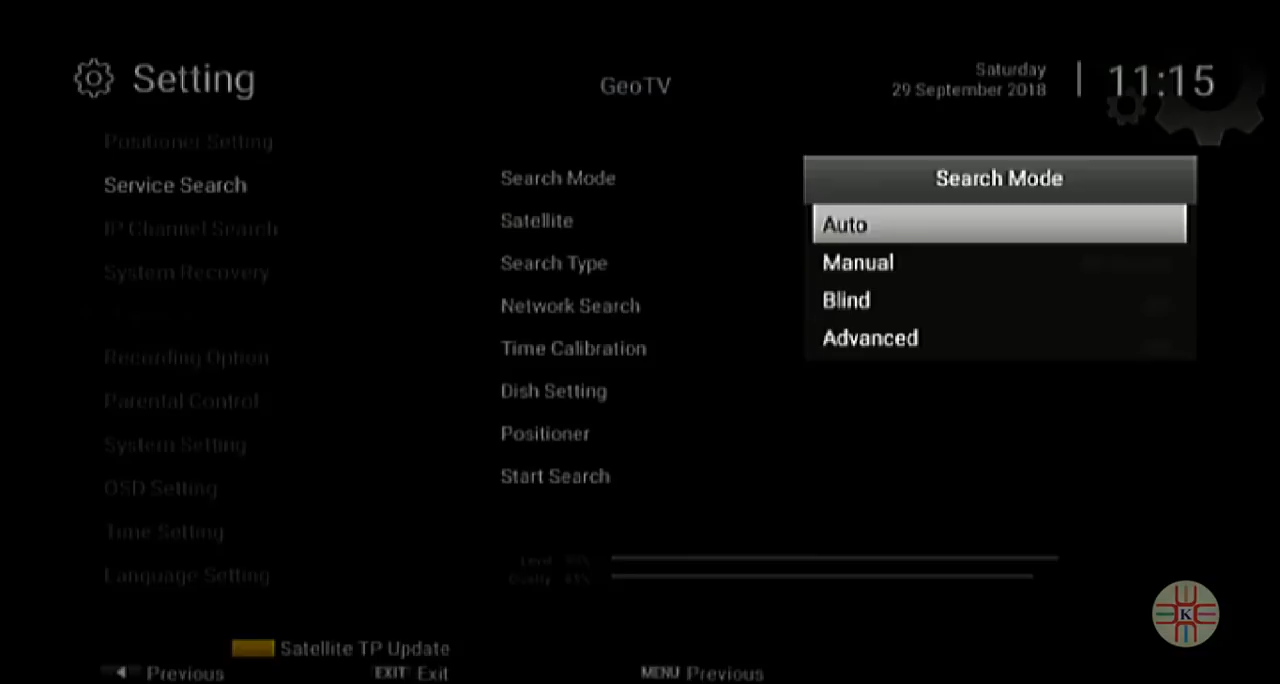 Setting
GeoTV
Saturday
29 September 2018
11:15
Positioner Setting
Service Search
IP Channel Search
System Recovery
Recording Option
Parental Control
System Setting
OSD Setting
Time Setting
Language Setting
Search Mode
Satellite
Search Type
Network Search
Time Calibration
Dish Setting
Positioner
Start Search
Search Mode
Auto
Manual
Blind
Advanced
Level
Quality
K
Satellite TP Update
Previous
EXIT Exit
MENU Previous